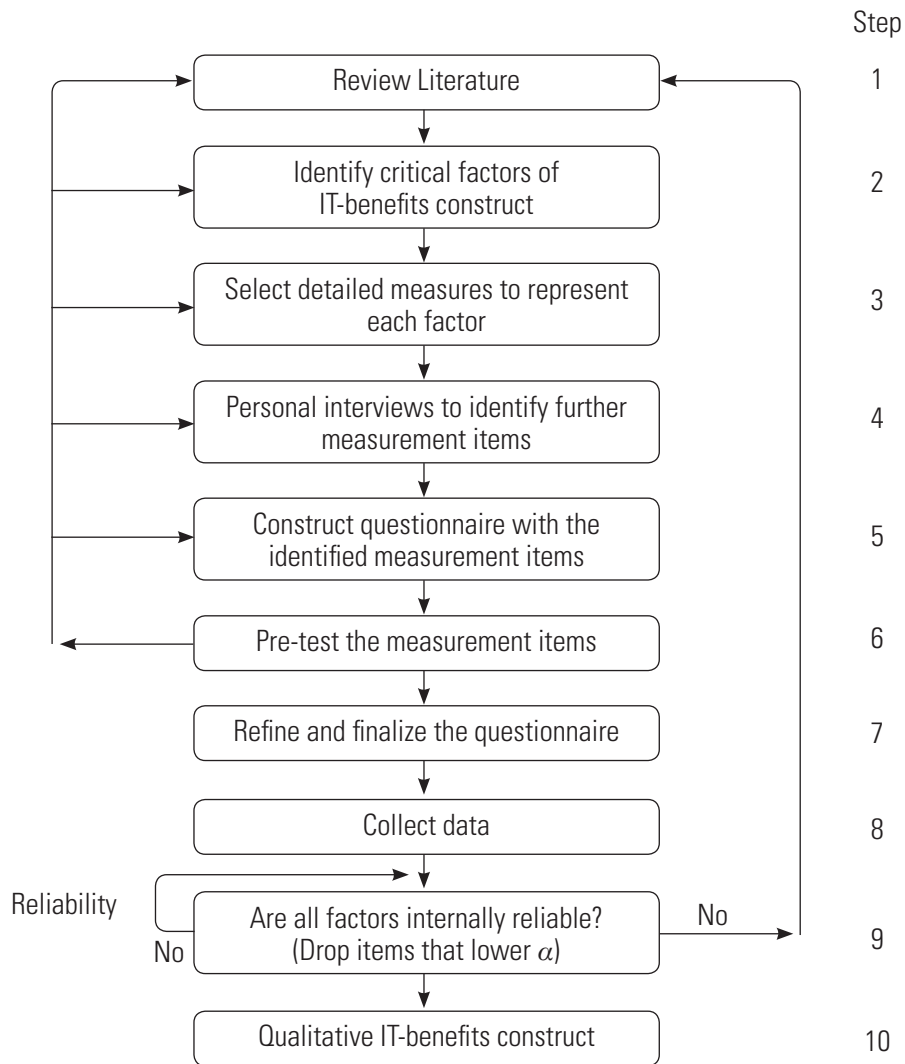 Step
Review Literature
1
Identify critical factors of
IT-benefits construct
2
Select detailed measures to represent
each factor
3
Personal interviews to identify further
measurement items
4
Construct questionnaire with the
identified measurement items
5
Pre-test the measurement items
6
Refine and finalize the questionnaire
7
Collect data
8
Reliability
No
Are all factors internally reliable?
(Drop items that lower α)
No
9
Qualitative IT-benefits construct
10